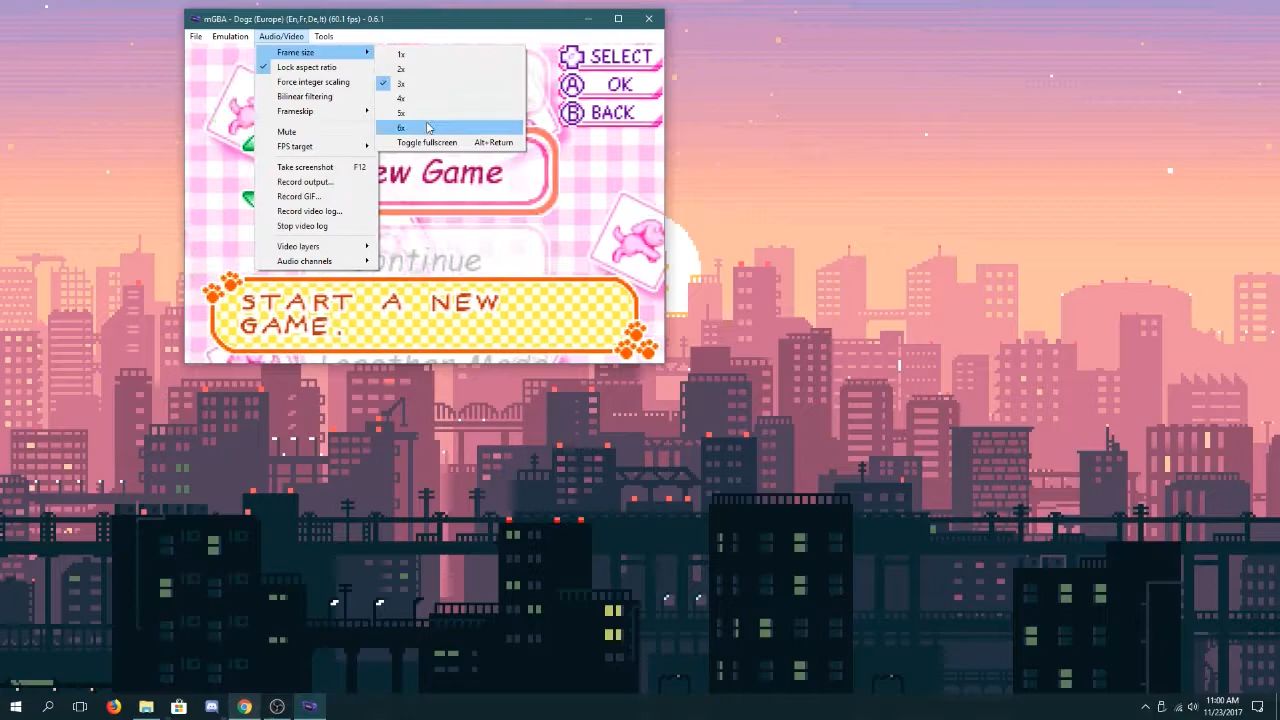 mGBA - Dogz (Europe) (En,Fr,De,It) (60.1 fps) - 0.6.1
File Emulation Audio/Video Tools
Frame size
Lock aspect ratio
Force integer scaling
Bilinear filtering
Frameskip
Mute
FPS target
Take screenshot F12
Record output...
Record GIF...
Record video log...
Stop video log
Video layers
Audio channels
1x
2x
3x
4x
5x
6x
Toggle fullscreen Alt+Return
SELECT
A OK
B BACK
ew Game
ontinue
START A NEW
GAME.
11:00 AM
11/23/2017